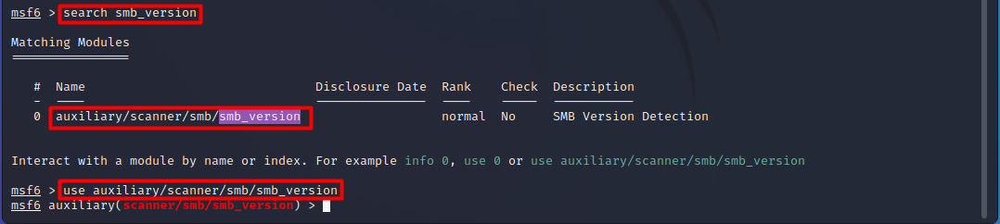 msf6 > search smb_version
Matching Modules
================
# Name Disclosure Date Rank Check Description
- ---- --------------- ---- ----- -----------
0 auxiliary/scanner/smb/smb_version normal No SMB Version Detection
Interact with a module by name or index. For example info 0, use 0 or use auxiliary/scanner/smb/smb_version
msf6 > use auxiliary/scanner/smb/smb_version
msf6 auxiliary(scanner/smb/smb_version) >